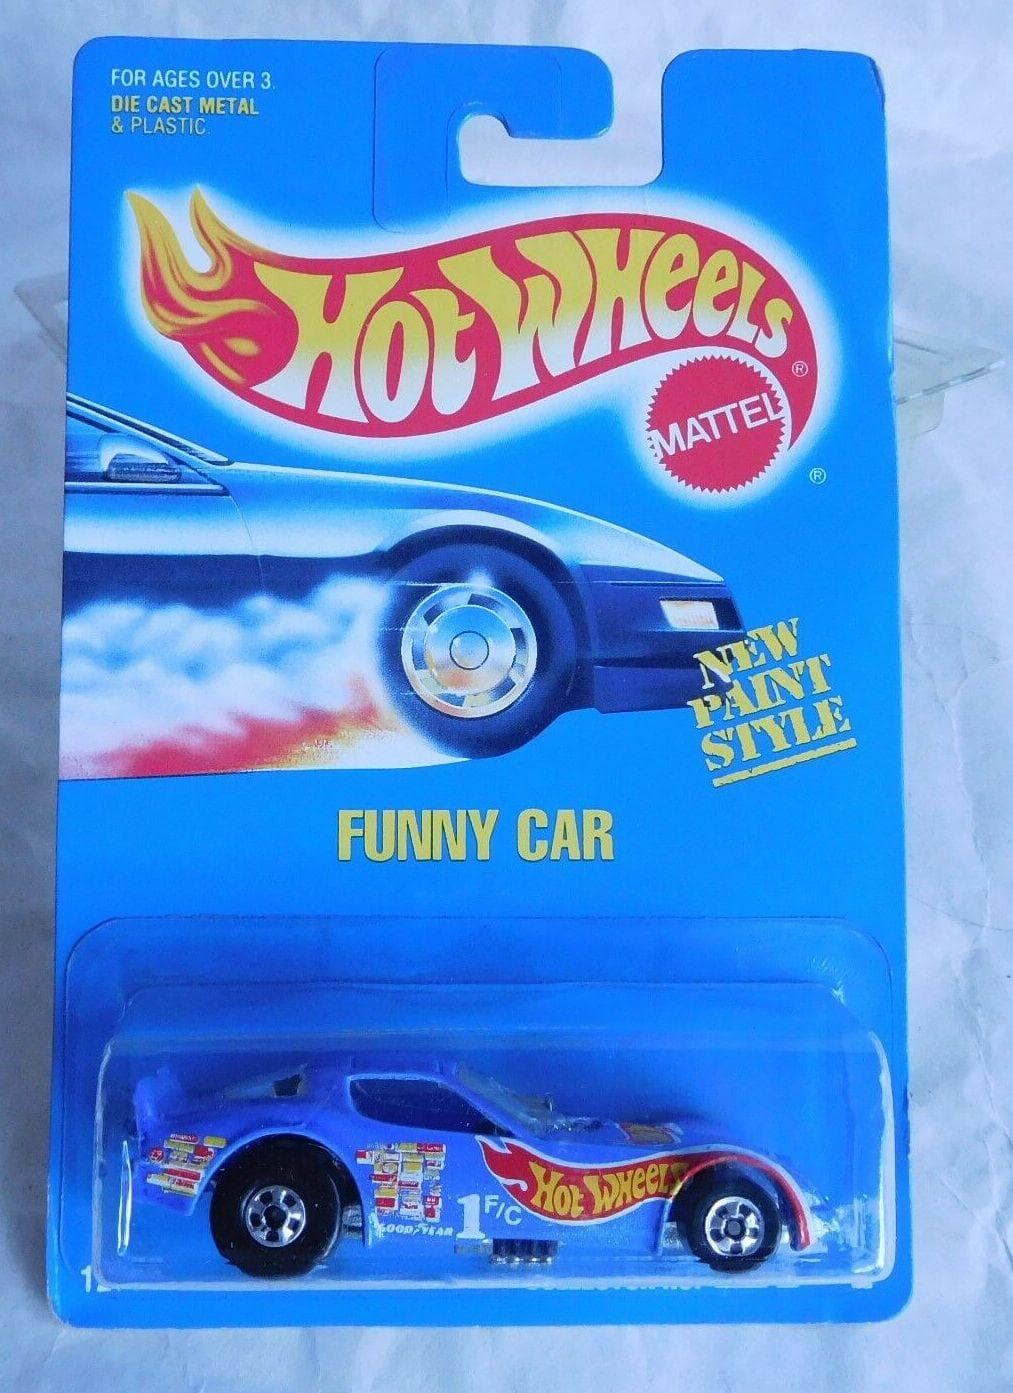 FOR AGES OVER 3.
DIE CAST METAL
& PLASTIC
HOT WHEELS
®
MATTEL
®
NEW
PAINT
STYLE
FUNNY CAR
HOT WHEELS
1 F/C
GOODYEAR